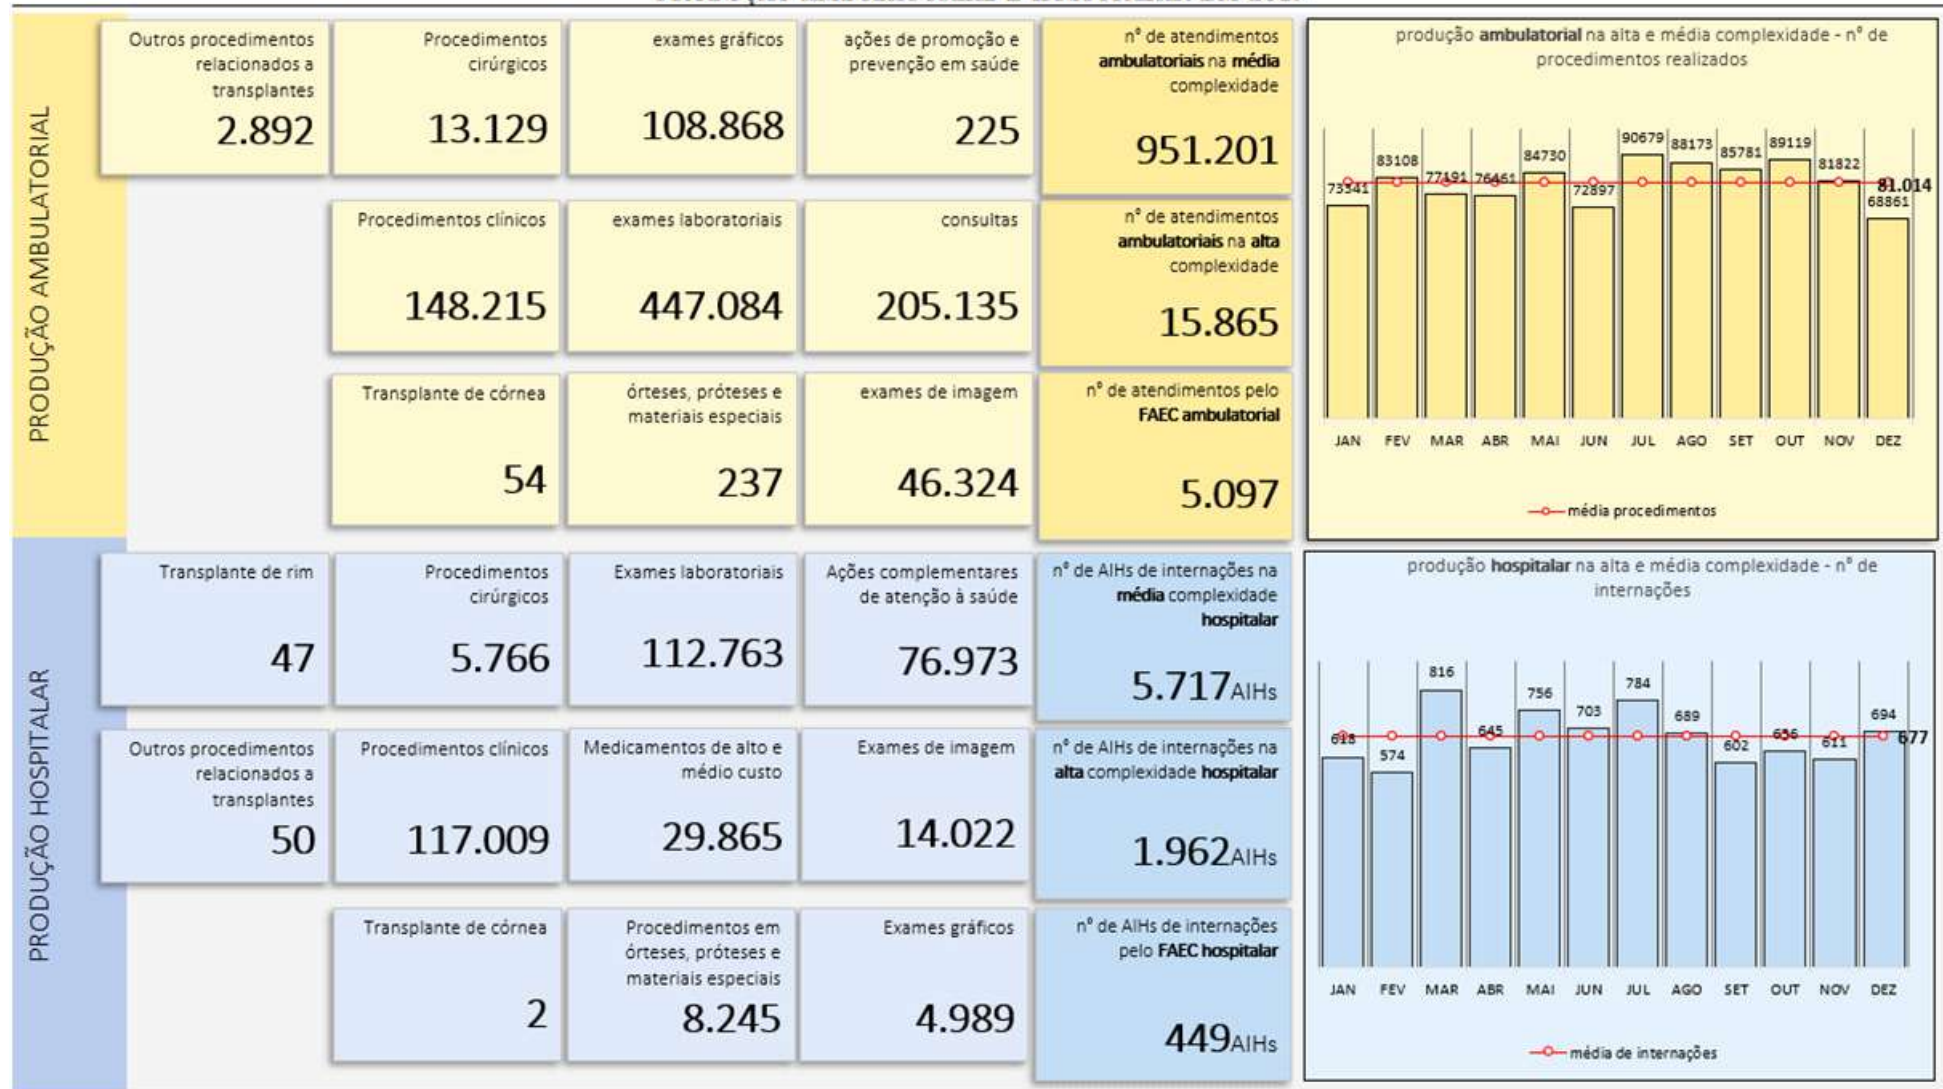 PRODUÇÃO AMBULATORIAL
Outros procedimentos
relacionados a
transplantes
2.892
Procedimentos
cirúrgicos
13.129
exames gráficos
108.868
ações de promoção e
prevenção em saúde
225
nº de atendimentos
ambulatoriais na média
complexidade
951.201
Procedimentos clínicos
148.215
exames laboratoriais
447.084
consultas
205.135
nº de atendimentos
ambulatoriais na alta
complexidade
15.865
Transplante de córnea
54
órteses, próteses e
materiais especiais
237
exames de imagem
46.324
nº de atendimentos pelo
FAEC ambulatorial
5.097
produção ambulatorial na alta e média complexidade - nº de
procedimentos realizados
73341 83108 77191 76461 84730 72897 90679 88173 85781 89119 81822 68861
81.014
JAN FEV MAR ABR MAI JUN JUL AGO SET OUT NOV DEZ
média procedimentos
PRODUÇÃO HOSPITALAR
Transplante de rim
47
Procedimentos
cirúrgicos
5.766
Exames laboratoriais
112.763
Ações complementares
de atenção à saúde
76.973
nº de AIHs de internações na
média complexidade
hospitalar
5.717AIHs
Outros procedimentos
relacionados a
transplantes
50
Procedimentos clínicos
117.009
Medicamentos de alto e
médio custo
29.865
Exames de imagem
14.022
nº de AIHs de internações na
alta complexidade hospitalar
1.962AIHs
Transplante de córnea
2
Procedimentos em
órteses, próteses e
materiais especiais
8.245
Exames gráficos
4.989
nº de AIHs de internações
pelo FAEC hospitalar
449AIHs
produção hospitalar na alta e média complexidade - nº de
internações
618 574 816 645 756 703 784 689 602 636 611 694
677
JAN FEV MAR ABR MAI JUN JUL AGO SET OUT NOV DEZ
média de internações